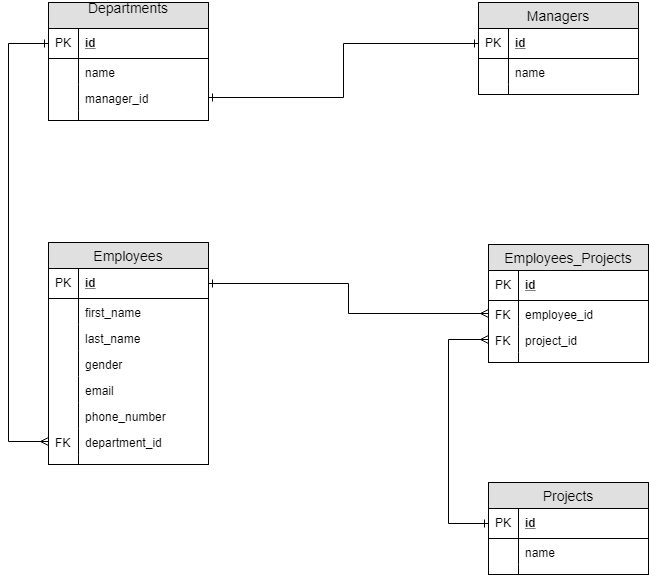 Departments
PK id
name
manager_id
Managers
PK id
name
Employees
PK id
first_name
last_name
gender
email
phone_number
FK department_id
Employees_Projects
PK id
FK employee_id
FK project_id
Projects
PK id
name